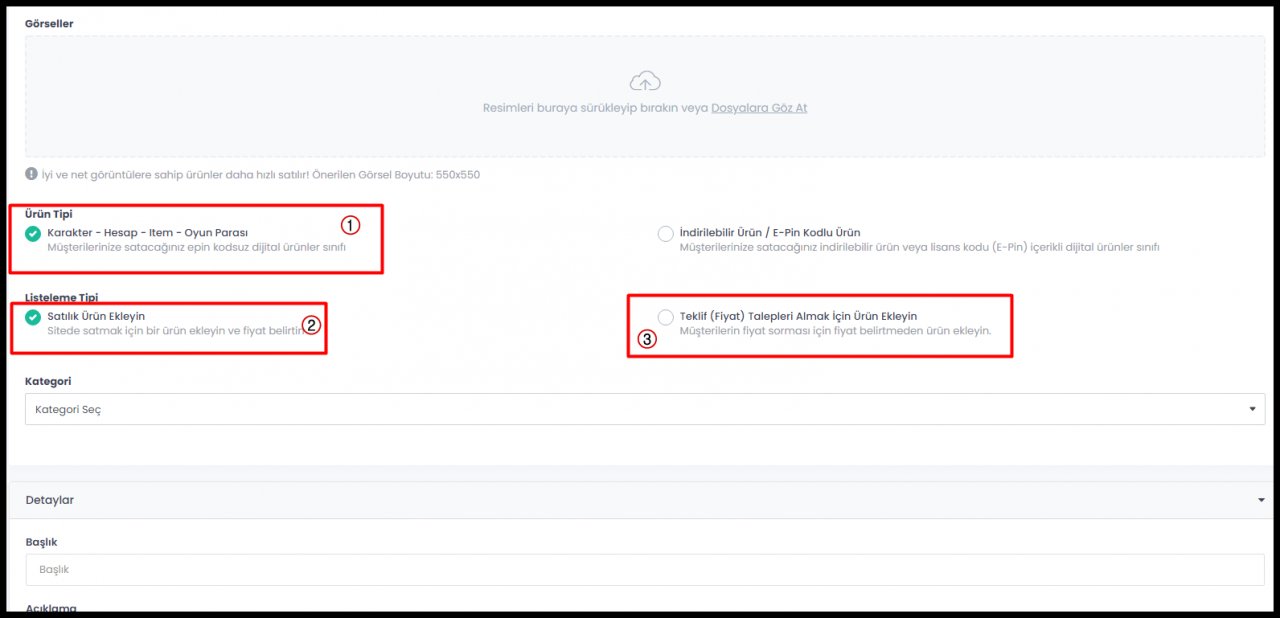 Görseller
Resimleri buraya sürükleyip bırakın veya Dosyalara Göz At
İyi ve net görüntülere sahip ürünler daha hızlı satılır! Önerilen Görsel Boyutu: 550x550
Ürün Tipi
Karakter - Hesap - Item - Oyun Parası
1
Müşterilerinize satacağınız epin kodsuz dijital ürünler sınıfı
İndirilebilir Ürün / E-Pin Kodlu Ürün
Müşterilerinize satacağınız indirilebilir ürün veya lisans kodu (E-Pin) içerikli dijital ürünler sınıfı
Listeleme Tipi
Satılık Ürün Ekleyin
Sitede satmak için bir ürün ekleyin ve fiyat belirtin.
2
Teklif (Fiyat) Talepleri Almak İçin Ürün Ekleyin
Müşterilerin fiyat sorması için fiyat belirtmeden ürün ekleyin.
3
Kategori
Kategori Seç
Detaylar
Başlık
Başlık
Açıklama